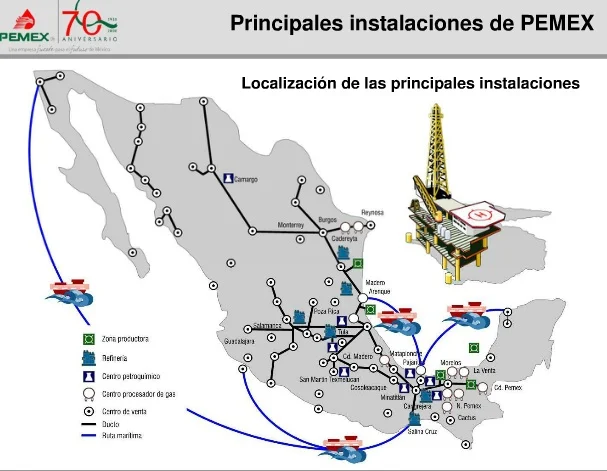 PEMEX
70
1938
2008
ANIVERSARIO
Principales instalaciones de PEMEX
Localización de las principales instalaciones
Camargo
Reynosa
Burgos
Monterrey
Cadereyta
Madero
Arenque
Poza Rica
Salamanca
Tula
Guadalajara
Cd. Madero
Matapionche
Pajaritos
Morelos
La Venta
San Martín Texmelucan
Cosoleacaque
Cd. Pemex
Minatitlán
Cangrejera
N. Pemex
Cactus
Salina Cruz
H
Zona productora
Refinería
Centro petroquímico
Centro procesador de gas
Centro de venta
Ducto
Ruta marítima